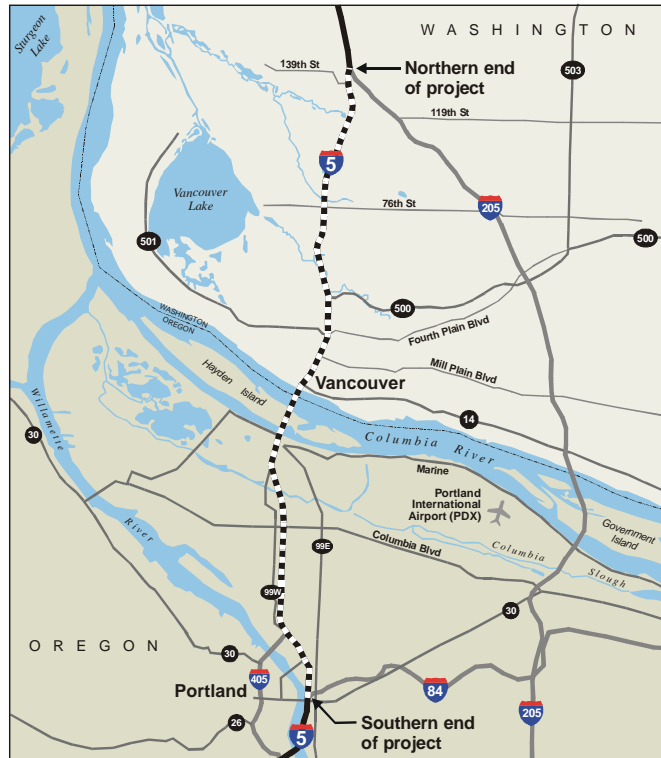 WASHINGTON
Sturgeon
Lake
139th St
Northern end
of project
503
119th St
5
Vancouver
Lake
205
76th St
501
500
500
WASHINGTON
OREGON
Fourth Plain Blvd
Hayden Island
Vancouver
Mill Plain Blvd
14
Willamette
River
30
Columbia River
Marine
Portland
International
Airport (PDX)
Government
Island
99E
Columbia Blvd
Columbia
Slough
99W
30
OREGON
30
405
Portland
84
205
26
5
Southern end
of project